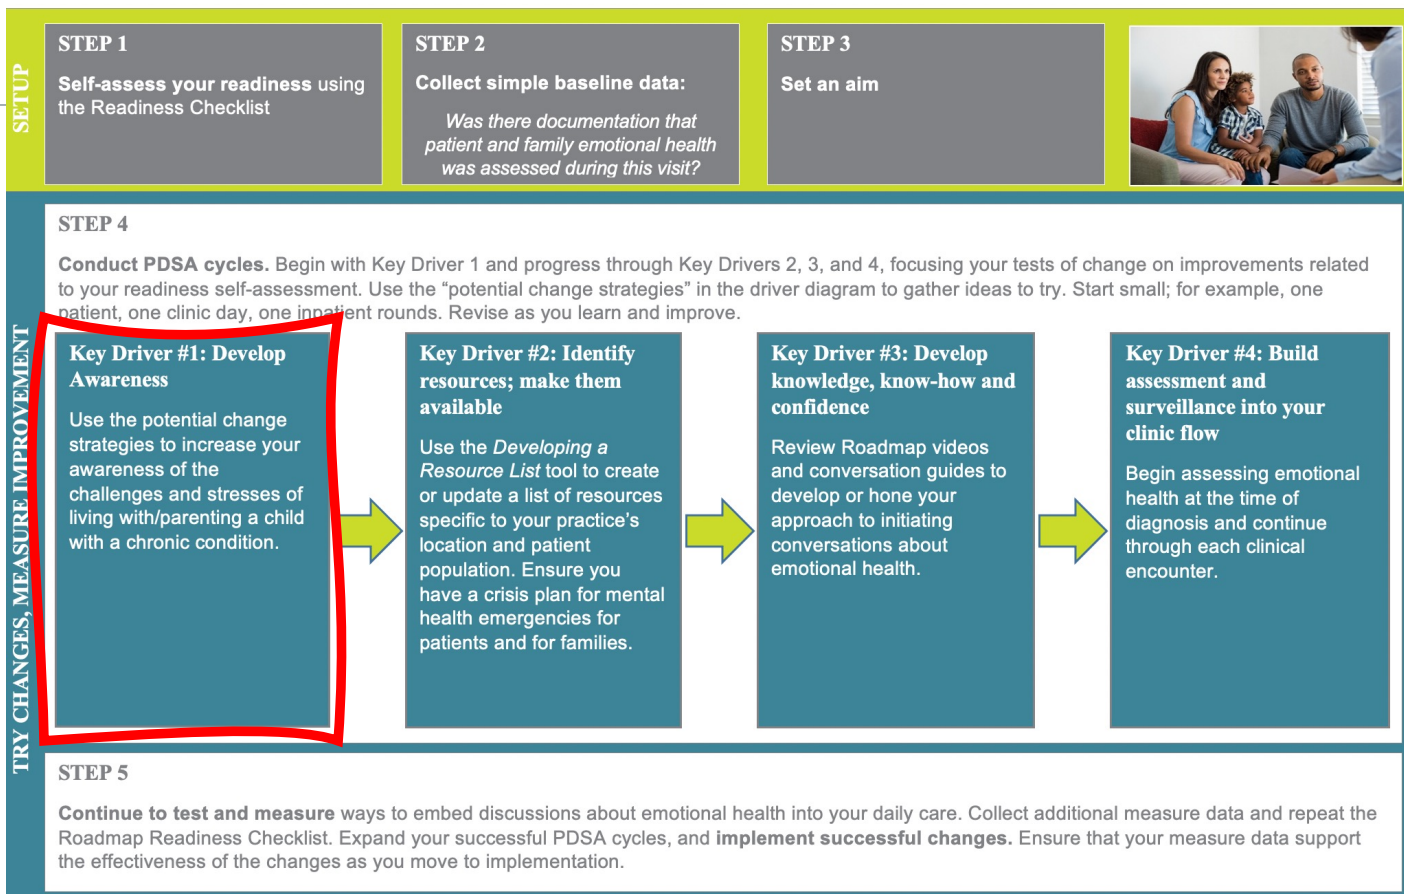 SETUP
STEP 1
Self-assess your readiness using
the Readiness Checklist
STEP 2
Collect simple baseline data:
Was there documentation that
patient and family emotional health
was assessed during this visit?
STEP 3
Set an aim
TRY CHANGES, MEASURE IMPROVEMENT
STEP 4
Conduct PDSA cycles. Begin with Key Driver 1 and progress through Key Drivers 2, 3, and 4, focusing your tests of change on improvements related
to your readiness self-assessment. Use the “potential change strategies” in the driver diagram to gather ideas to try. Start small; for example, one
patient, one clinic day, one inpatient rounds. Revise as you learn and improve.
Key Driver #1: Develop
Awareness
Use the potential change
strategies to increase your
awareness of the
challenges and stresses of
living with/parenting a child
with a chronic condition.
Key Driver #2: Identify
resources; make them
available
Use the Developing a
Resource List tool to create
or update a list of resources
specific to your practice’s
location and patient
population. Ensure you
have a crisis plan for mental
health emergencies for
patients and for families.
Key Driver #3: Develop
knowledge, know-how and
confidence
Review Roadmap videos
and conversation guides to
develop or hone your
approach to initiating
conversations about
emotional health.
Key Driver #4: Build
assessment and
surveillance into your
clinic flow
Begin assessing emotional
health at the time of
diagnosis and continue
through each clinical
encounter.
STEP 5
Continue to test and measure ways to embed discussions about emotional health into your daily care. Collect additional measure data and repeat the
Roadmap Readiness Checklist. Expand your successful PDSA cycles, and implement successful changes. Ensure that your measure data support
the effectiveness of the changes as you move to implementation.